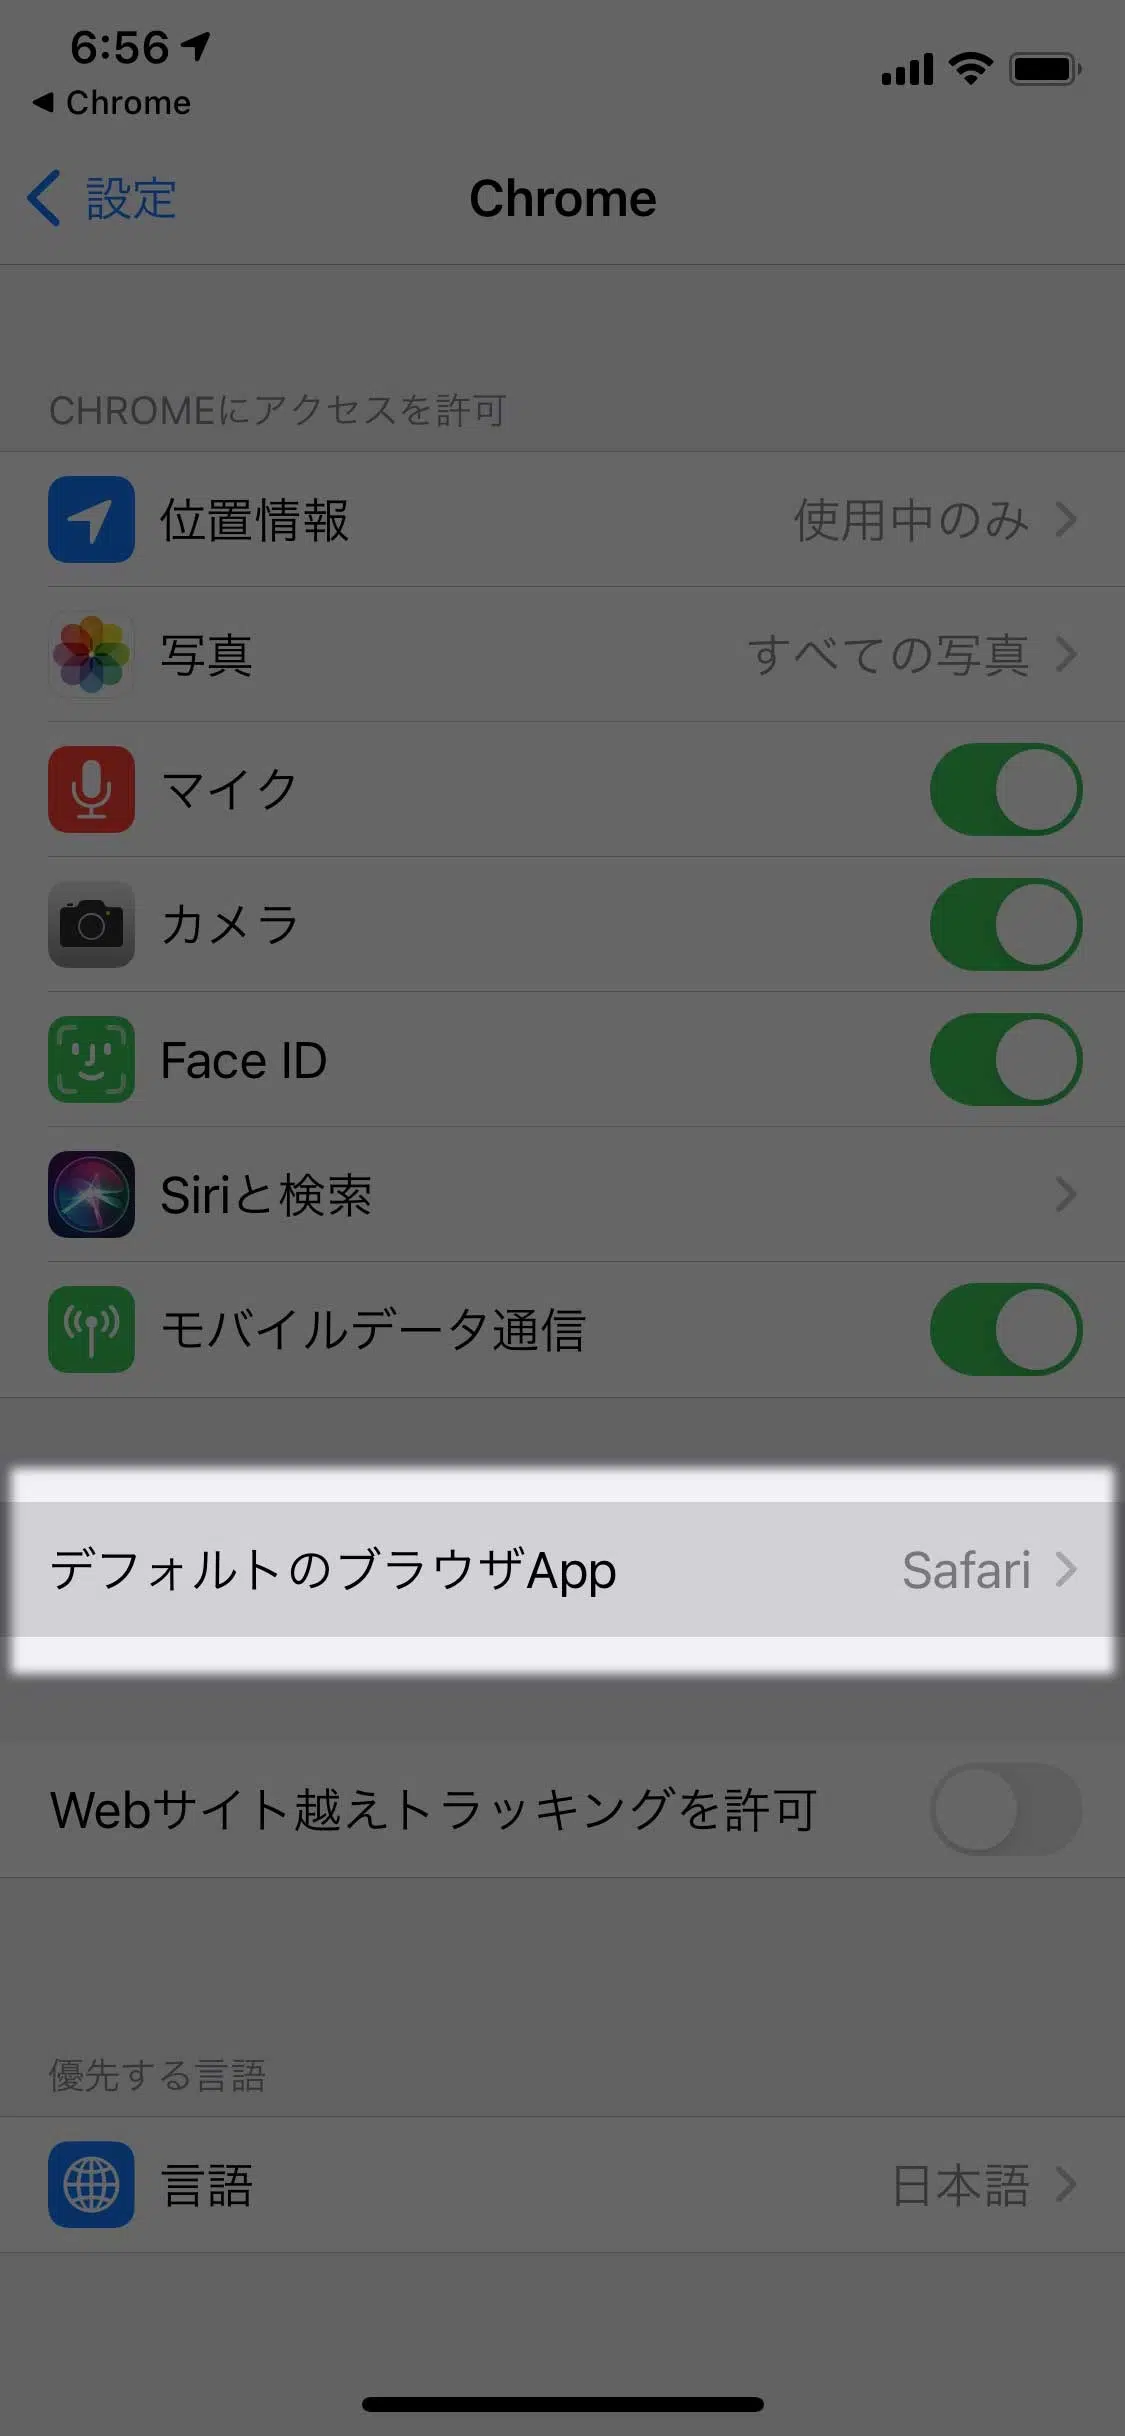 6:56
Chrome
設定
Chrome
CHROMEにアクセスを許可
位置情報
使用中のみ
写真
すべての写真
マイク
カメラ
Face ID
Siriと検索
モバイルデータ通信
デフォルトのブラウザApp
Safari
Webサイト越えトラッキングを許可
優先する言語
言語
日本語